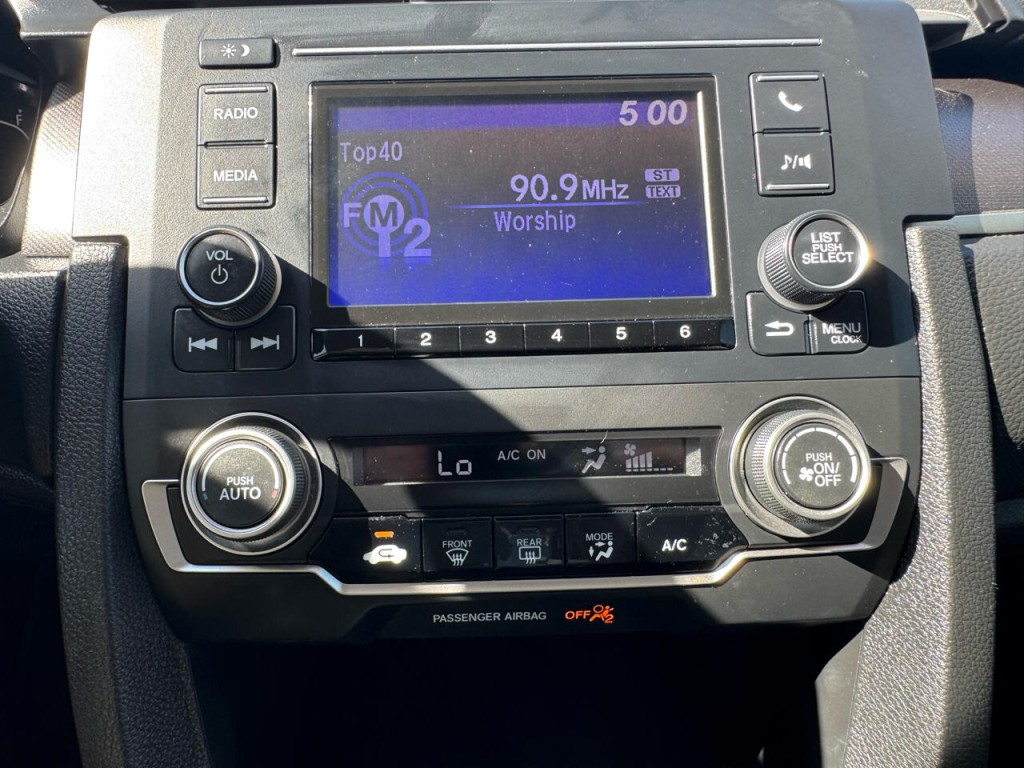 RADIO
MEDIA
VOL
5 00
Top40
FM2
90.9MHz
ST
TEXT
Worship
LIST
PUSH
SELECT
MENU
CLOCK
1 2 3 4 5 6
PUSH
AUTO
Lo
A/C ON
PUSH
ON/
OFF
FRONT
REAR
MODE
A/C
PASSENGER AIRBAG OFF 2
F